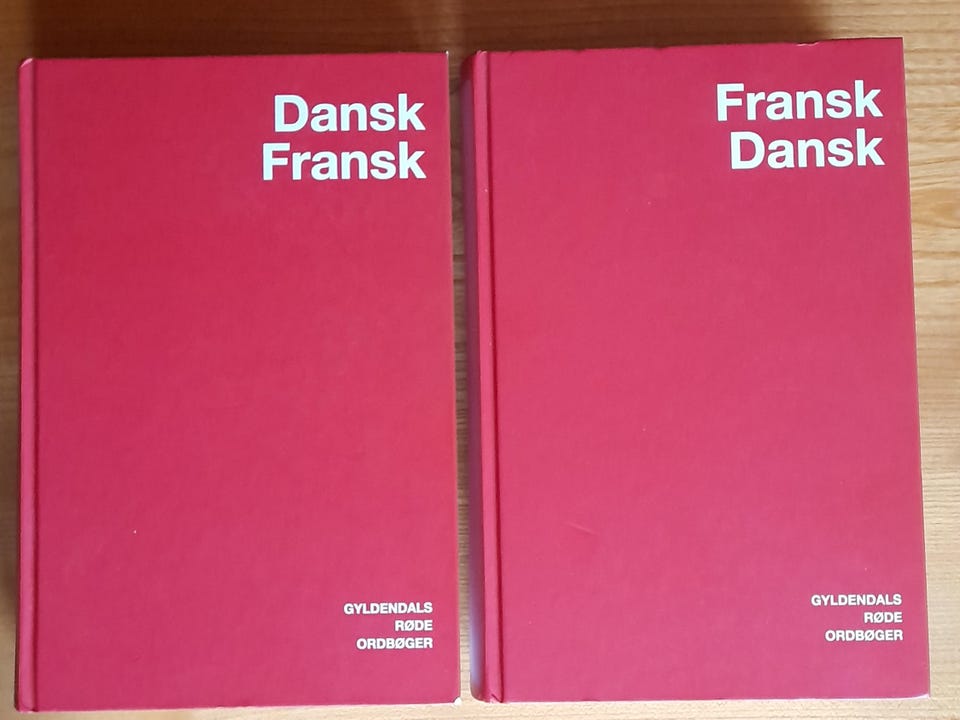 Dansk
Fransk
GYLDENDALS
RØDE
ORDBØGER
Fransk
Dansk
GYLDENDALS
RØDE
ORDBØGER